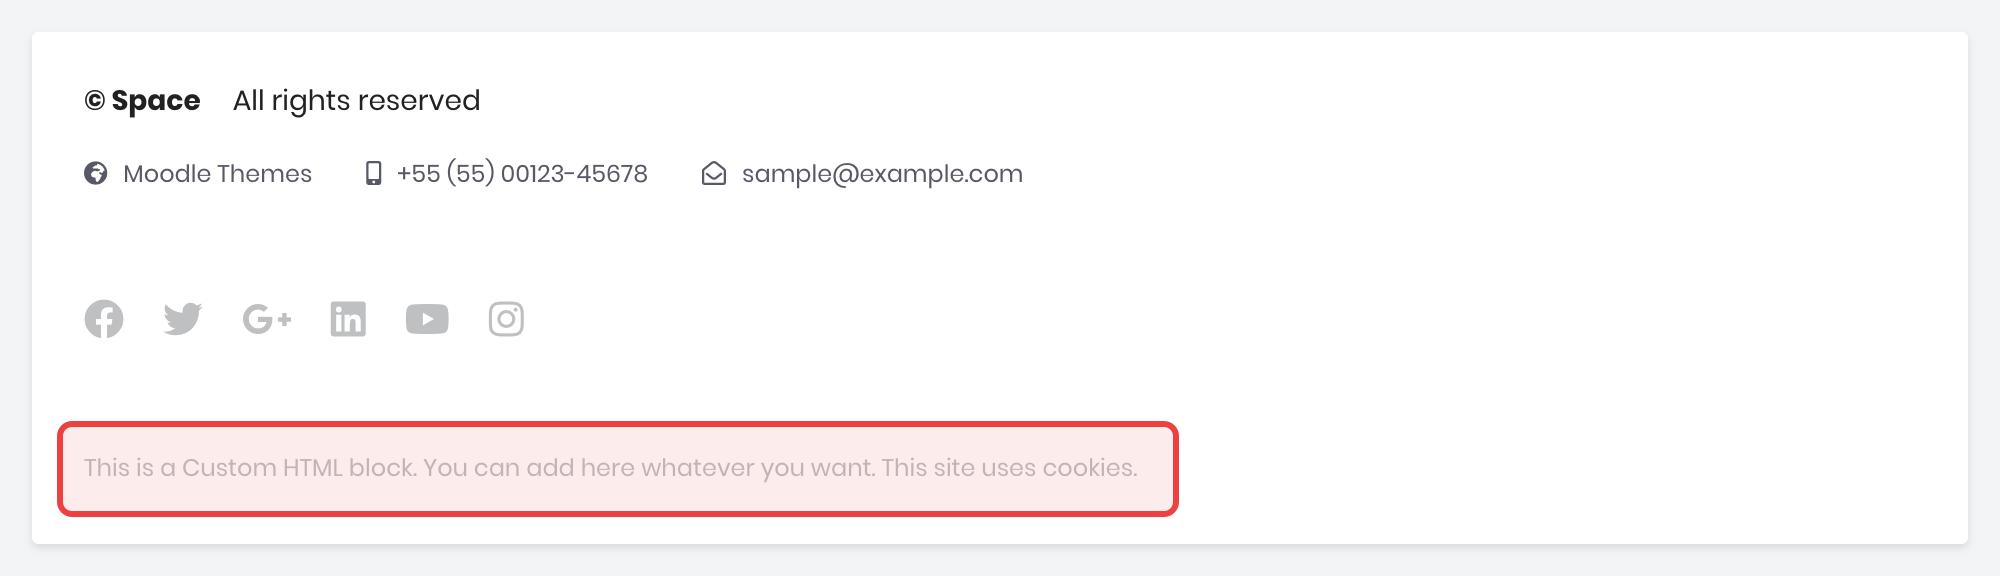 © Space All rights reserved
Moodle Themes +55 (55) 00123-45678 sample@example.com
This is a Custom HTML block. You can add here whatever you want. This site uses cookies.